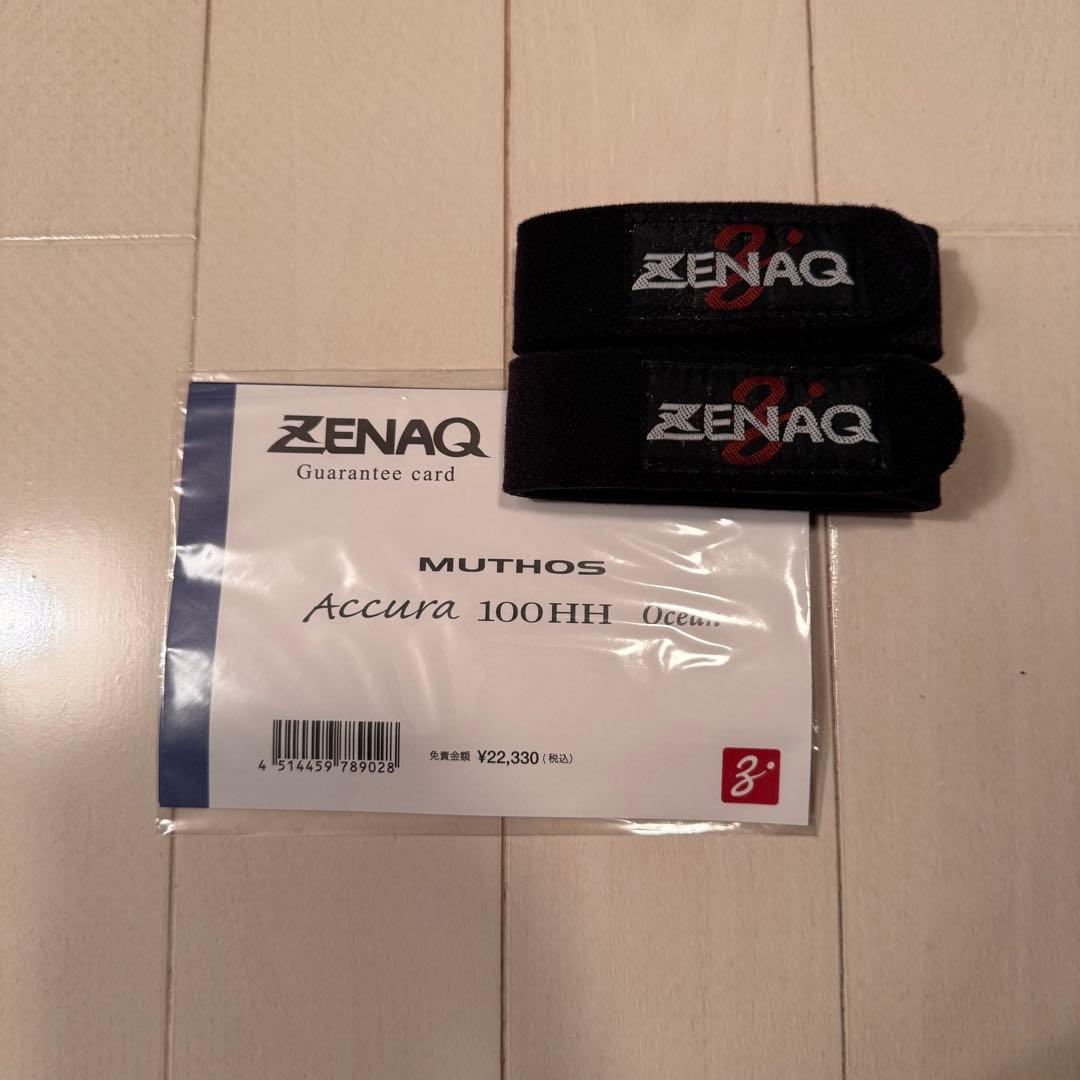 ZENAQ
ZENAQ
ZENAQ
Guarantee card
MUTHOS
Accura 100HH Ocean
4 514459 789028
免責金額 ¥22,330(税込)